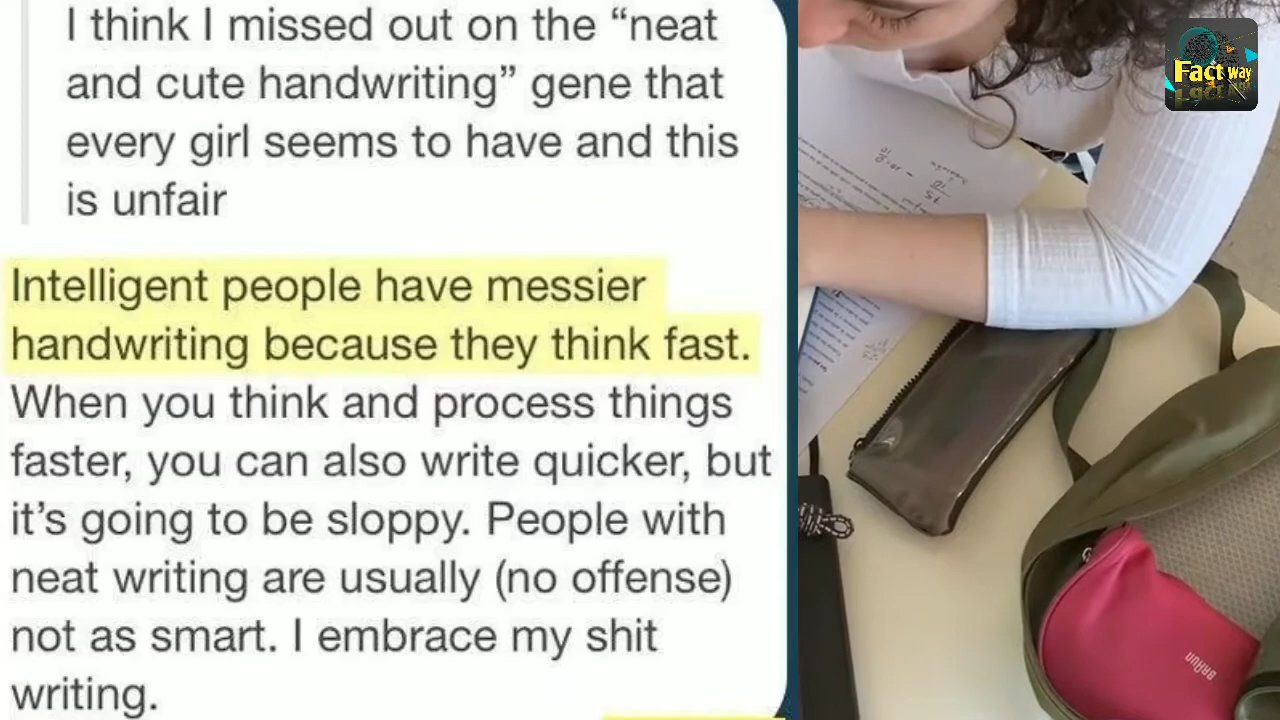 I think I missed out on the “neat
and cute handwriting” gene that
every girl seems to have and this
is unfair
Intelligent people have messier
handwriting because they think fast.
When you think and process things
faster, you can also write quicker, but
it’s going to be sloppy. People with
neat writing are usually (no offense)
not as smart. I embrace my shit
writing.
Fact way
BRAUN